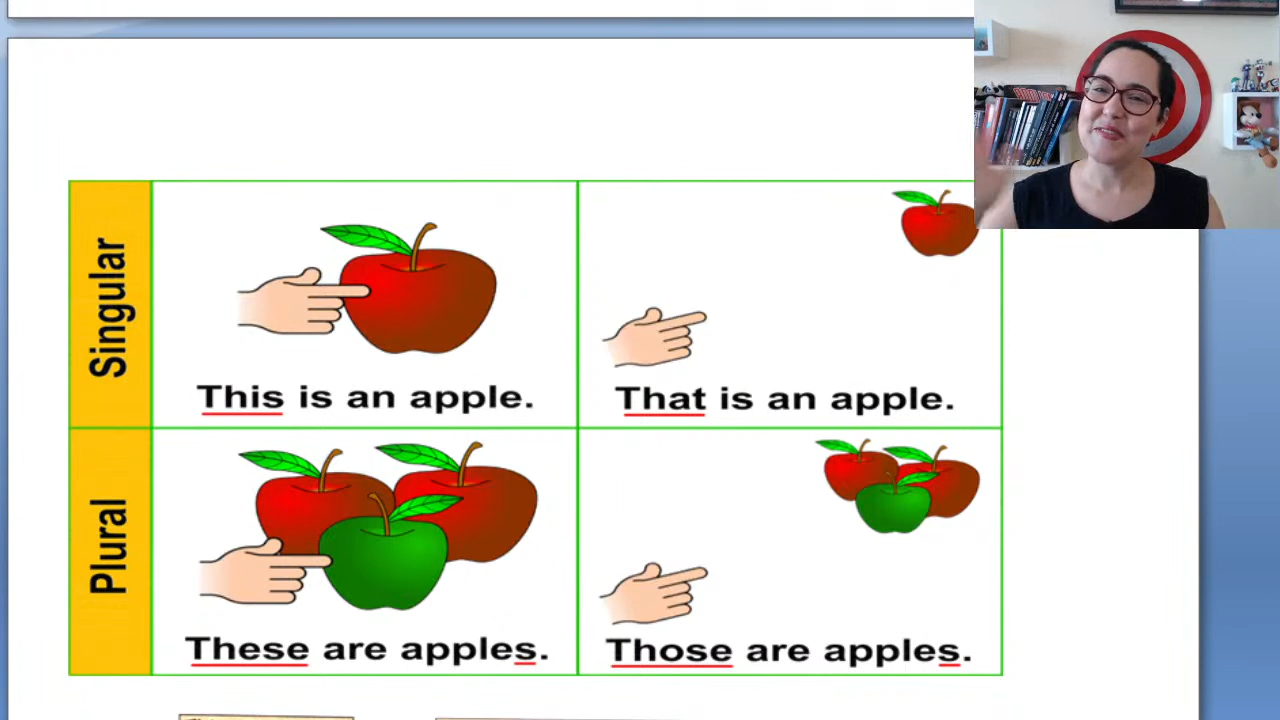 Singular
This is an apple.
That is an apple.
Plural
These are apples.
Those are apples.